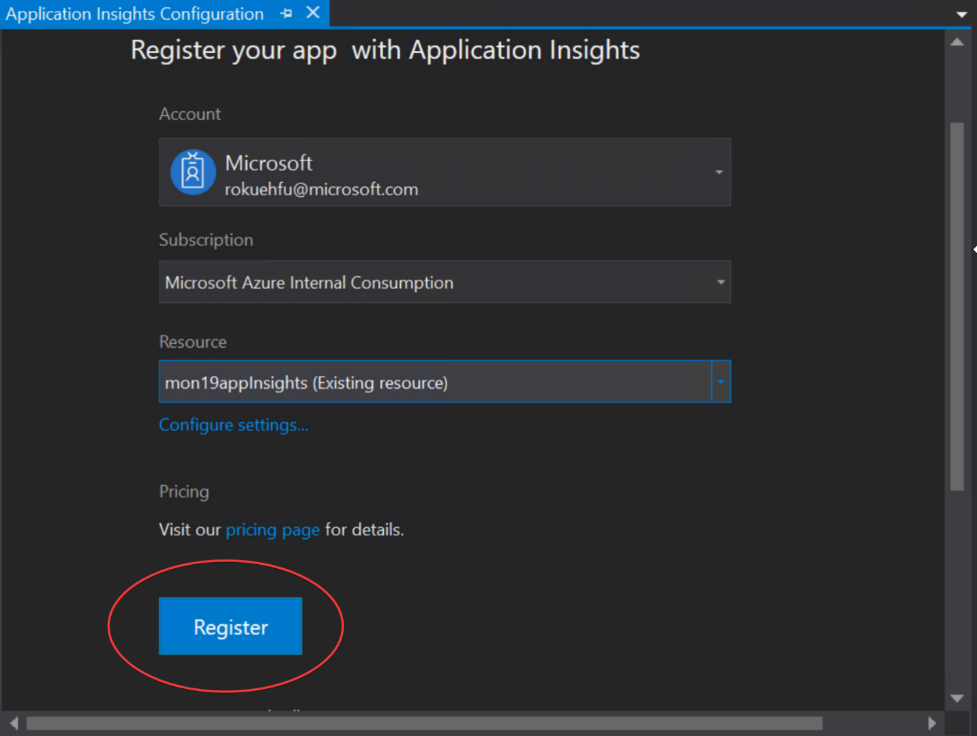 Application Insights Configuration
Register your app with Application Insights
Account
Microsoft
rokuehfu@microsoft.com
Subscription
Microsoft Azure Internal Consumption
Resource
mon19appInsights (Existing resource)
Configure settings...
Pricing
Visit our pricing page for details.
Register